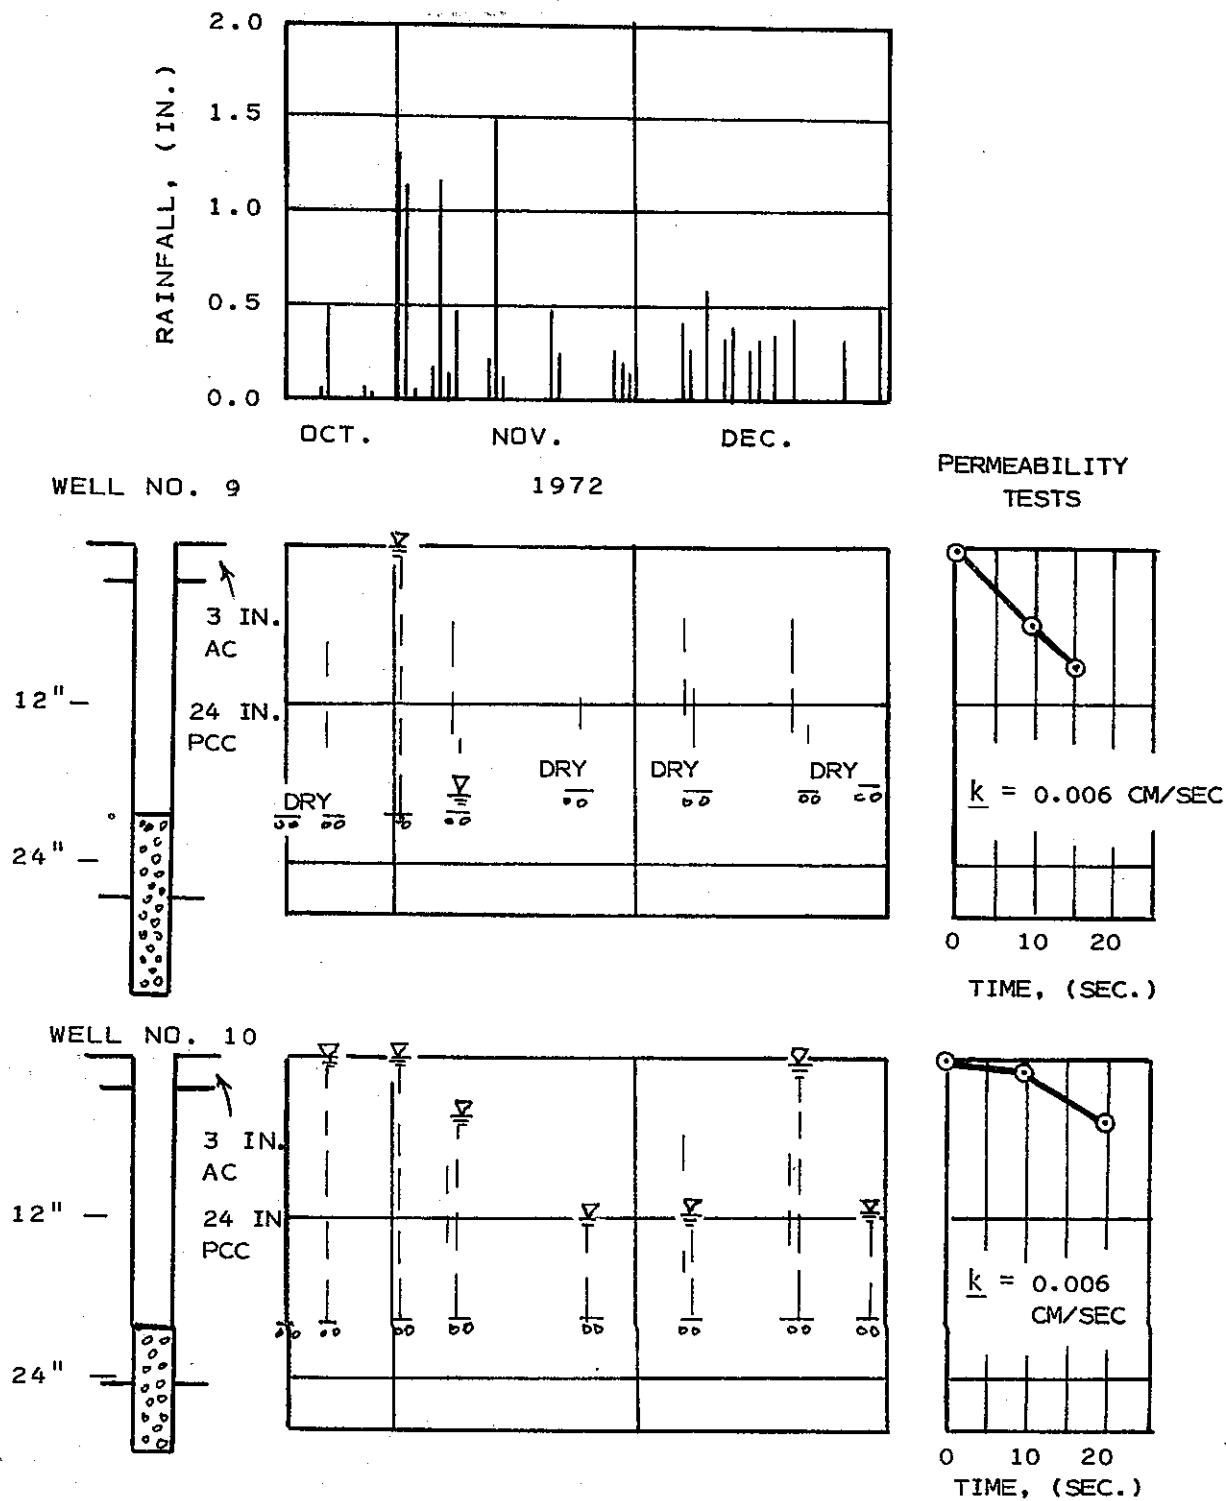 2.0
1.5
1.0
0.5
0.0
RAINFALL, (IN.)
OCT. NOV. DEC.
1972
WELL NO. 9
PERMEABILITY
TESTS
3 IN.
AC
12"
24 IN.
PCC
DRY DRY DRY DRY
24"
k = 0.006 CM/SEC
0 10 20
TIME, (SEC.)
WELL NO. 10
3 IN.
AC
12"
24 IN
PCC
24"
k = 0.006
CM/SEC
0 10 20
TIME, (SEC.)